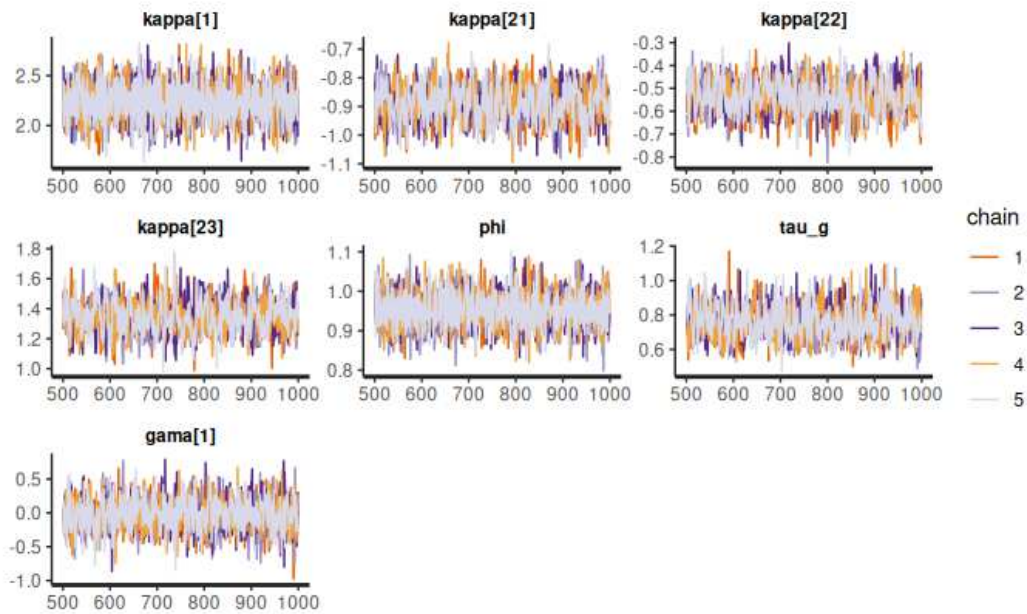 kappa[1] kappa[21] kappa[22]
2.5 2.0
-0.7 -0.8 -0.9 -1.0 -1.1
-0.3 -0.4 -0.5 -0.6 -0.7 -0.8
500 600 700 800 900 1000 500 600 700 800 900 1000 500 600 700 800 900 1000
kappa[23] phi tau_g
1.8 1.6 1.4 1.2 1.0
1.1 1.0 0.9 0.8
1.2 1.0 0.8 0.6
500 600 700 800 900 1000 500 600 700 800 900 1000 500 600 700 800 900 1000
gama[1]
0.5
0.0
-0.5
-1.0
500 600 700 800 900 1000
chain
1
2
3
4
5